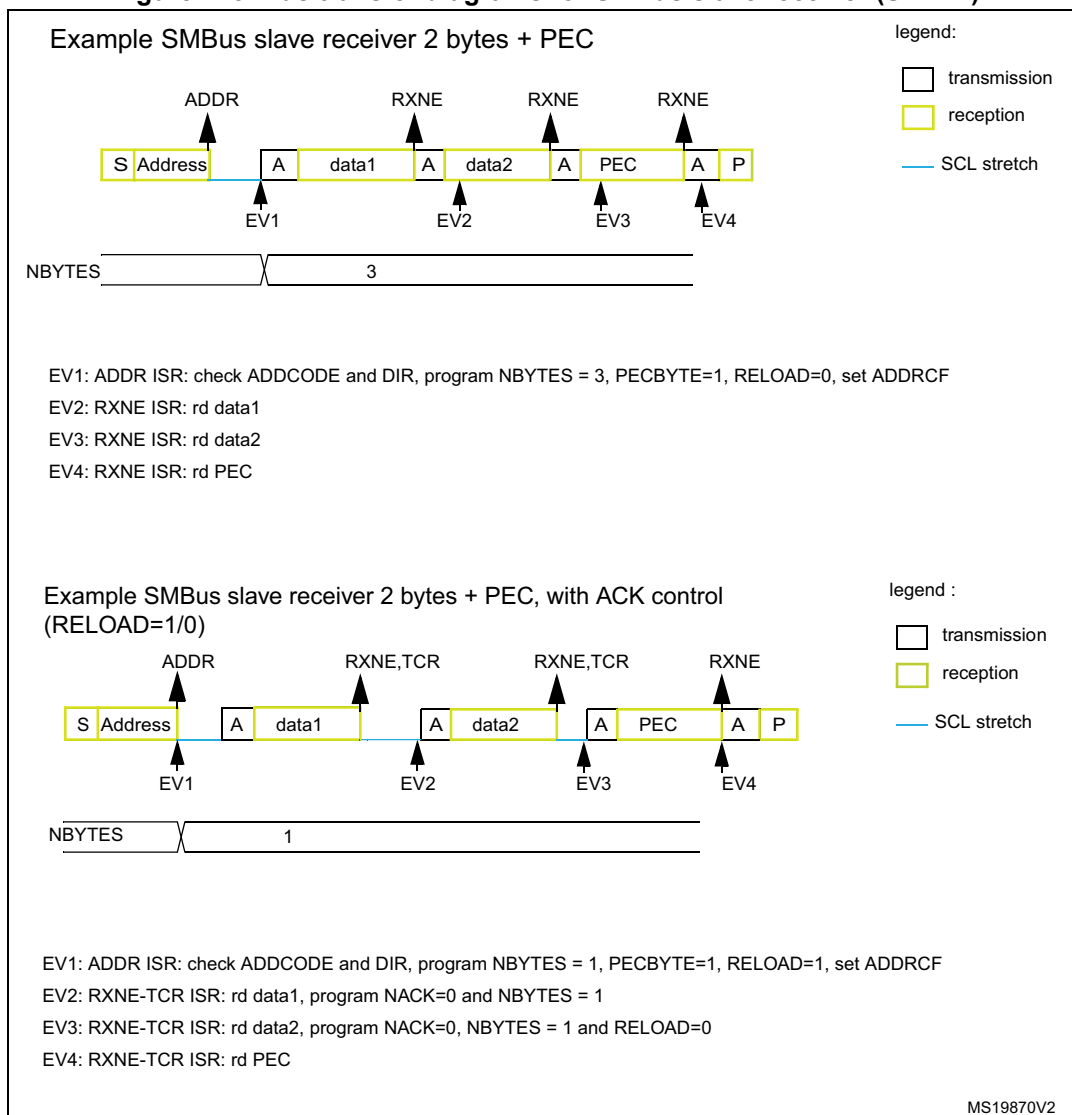 Example SMBus slave receiver 2 bytes + PEC
legend:
transmission
reception
SCL stretch
ADDR RXNE RXNE RXNE
S Address A data1 A data2 A PEC A P
EV1 EV2 EV3 EV4
NBYTES 3
EV1: ADDR ISR: check ADDCODE and DIR, program NBYTES = 3, PECBYTE=1, RELOAD=0, set ADDRCF
EV2: RXNE ISR: rd data1
EV3: RXNE ISR: rd data2
EV4: RXNE ISR: rd PEC
Example SMBus slave receiver 2 bytes + PEC, with ACK control
(RELOAD=1/0)
legend :
transmission
reception
SCL stretch
ADDR RXNE,TCR RXNE,TCR RXNE
S Address A data1 A data2 A PEC A P
EV1 EV2 EV3 EV4
NBYTES 1
EV1: ADDR ISR: check ADDCODE and DIR, program NBYTES = 1, PECBYTE=1, RELOAD=1, set ADDRCF
EV2: RXNE-TCR ISR: rd data1, program NACK=0 and NBYTES = 1
EV3: RXNE-TCR ISR: rd data2, program NACK=0, NBYTES = 1 and RELOAD=0
EV4: RXNE-TCR ISR: rd PEC
MS19870V2